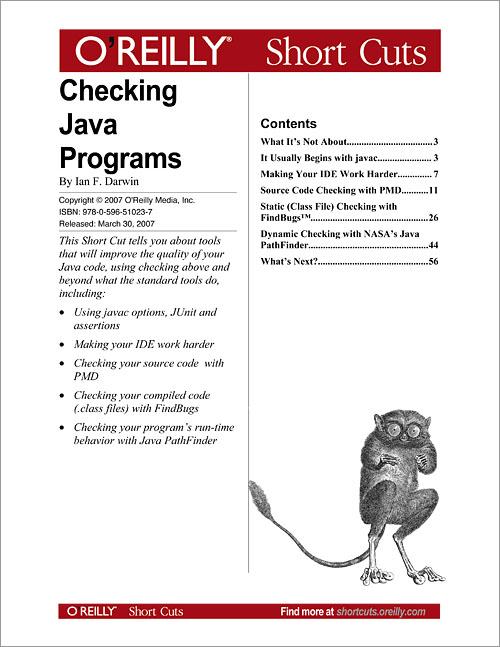 O'REILLY® Short Cuts
Checking
Java
Programs
By Ian F. Darwin
Copyright © 2007 O'Reilly Media, Inc.
ISBN: 978-0-596-51023-7
Released: March 30, 2007
This Short Cut tells you about tools
that will improve the quality of your
Java code, using checking above and
beyond what the standard tools do,
including:
• Using javac options, JUnit and
assertions
• Making your IDE work harder
• Checking your source code with
PMD
• Checking your compiled code
(.class files) with FindBugs
• Checking your program's run-time
behavior with Java PathFinder
Contents
What It's Not About..................................3
It Usually Begins with javac..................... 3
Making Your IDE Work Harder.............. 7
Source Code Checking with PMD...........11
Static (Class File) Checking with
FindBugs™...............................................26
Dynamic Checking with NASA's Java
PathFinder................................................44
What's Next?............................................56
O REILLY Short Cuts
Find more at shortcuts.oreilly.com